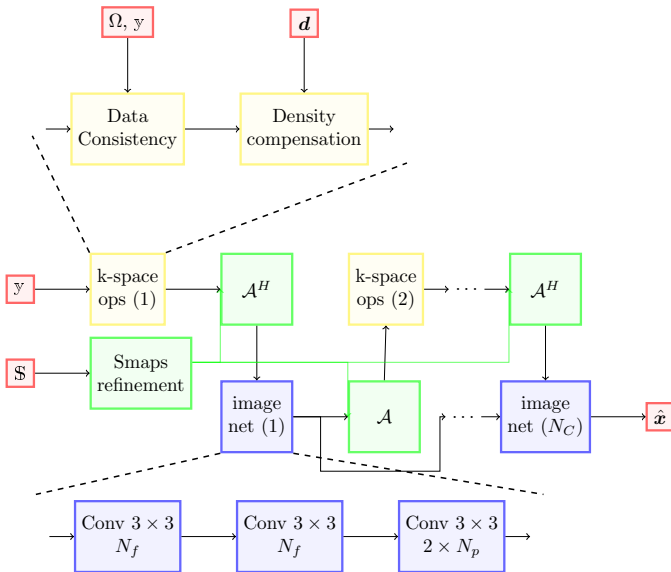 Ω, 𝕪
𝒅
Data
Consistency
Density
compensation
𝕪
k-space
ops (1)
𝒜^H
k-space
ops (2)
···
𝒜^H
𝕊
Smaps
refinement
image
net (1)
𝒜
···
image
net (N_C)
x̂
Conv 3 × 3
N_f
Conv 3 × 3
N_f
Conv 3 × 3
2 × N_p